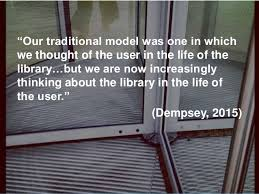 “Our traditional model was one in which
we thought of the user in the life of the
library…but we are now increasingly
thinking about the library in the life of
the user.”
(Dempsey, 2015)